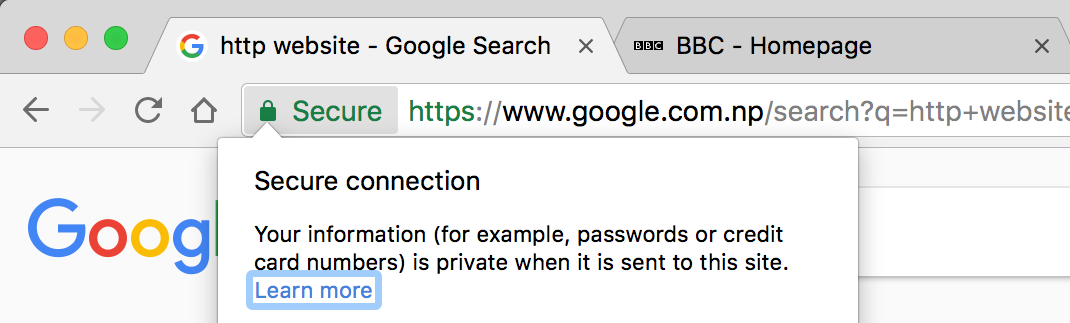 http website - Google Search
BBC BBC - Homepage
Secure https://www.google.com.np/search?q=http+website
Secure connection
Googl
Your information (for example, passwords or credit
card numbers) is private when it is sent to this site.
Learn more